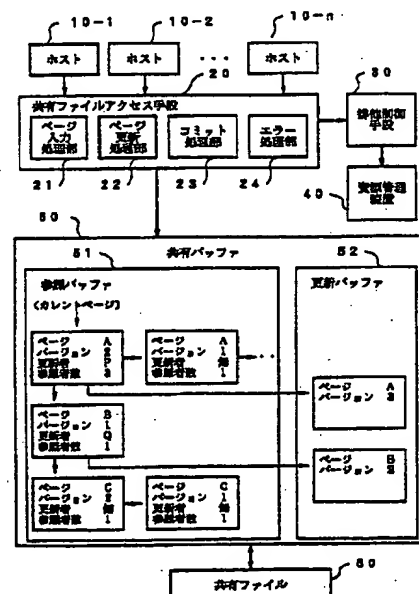 10-1 10-2 10-n
ホスト ホスト ・・・ ホスト
20
共有ファイルアクセス手段
ページ入力処理部
ページ更新処理部
コミット処理部
エラー処理部
21 22 23 24
30
排他制御手段
40
資源管理装置
50
共有バッファ
51
参照バッファ
(カレントページ)
52
更新バッファ
ページ A
バージョン 2
更新者 P
参照者数 3
ページ A
バージョン 1
更新者 無
参照者数 1
・・
ページ A
バージョン 3
ページ B
バージョン 1
更新者 Q
参照者数 1
ページ B
バージョン 2
ページ C
バージョン 2
更新者 無
参照者数 1
ページ C
バージョン 1
更新者 無
参照者数 1
共有ファイル
60